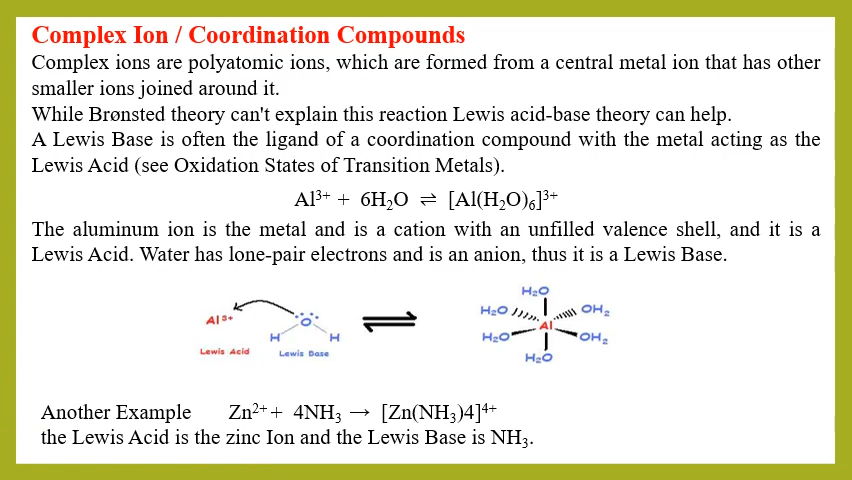 Complex Ion / Coordination Compounds
Complex ions are polyatomic ions, which are formed from a central metal ion that has other
smaller ions joined around it.
While Brønsted theory can't explain this reaction Lewis acid-base theory can help.
A Lewis Base is often the ligand of a coordination compound with the metal acting as the
Lewis Acid (see Oxidation States of Transition Metals).
Al³⁺ + 6H₂O ⇌ [Al(H₂O)₆]³⁺
The aluminum ion is the metal and is a cation with an unfilled valence shell, and it is a
Lewis Acid. Water has lone-pair electrons and is an anion, thus it is a Lewis Base.
Al³⁺
O
H H
Lewis Acid
Lewis Base
⇌
H₂O
H₂O OH₂
Al
H₂O OH₂
H₂O
Another Example Zn²⁺ + 4NH₃ → [Zn(NH₃)4]⁴⁺
the Lewis Acid is the zinc Ion and the Lewis Base is NH₃.